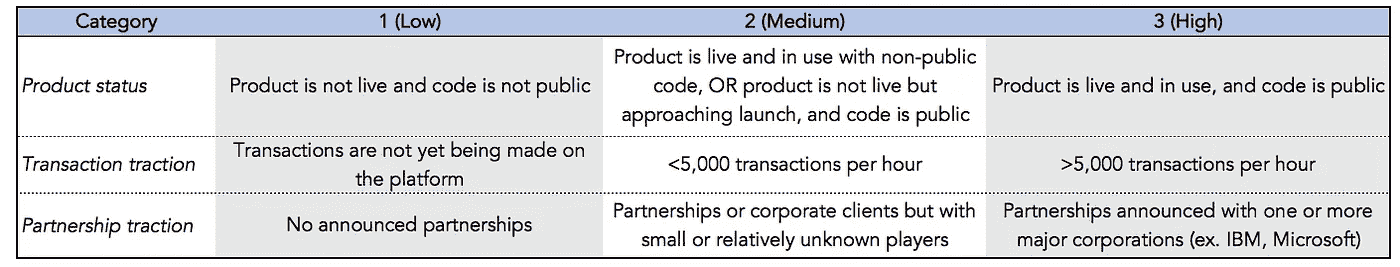 Category 1 (Low) 2 (Medium) 3 (High)
Product status
Product is not live and code is not public
Product is live and in use with non-public
code, OR product is not live but
approaching launch, and code is public
Product is live and in use, and code is public
Transaction traction
Transactions are not yet being made on
the platform
<5,000 transactions per hour
>5,000 transactions per hour
Partnership traction
No announced partnerships
Partnerships or corporate clients but with
small or relatively unknown players
Partnerships announced with one or more
major corporations (ex. IBM, Microsoft)